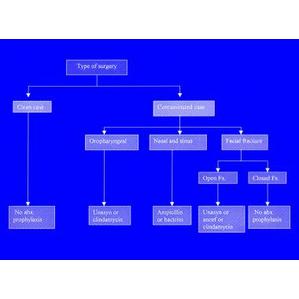 Type of surgery
Clean case
Contaminated case
Oropharyngeal
Nasal and sinus
Facial fracture
Open Fx.
Closed Fx.
No abx
prophylaxis
Unasyn or
clindamycin
Ampicillin
or bactrim
Unasyn
or ancef or
clindamycin
No abx
prophylaxis